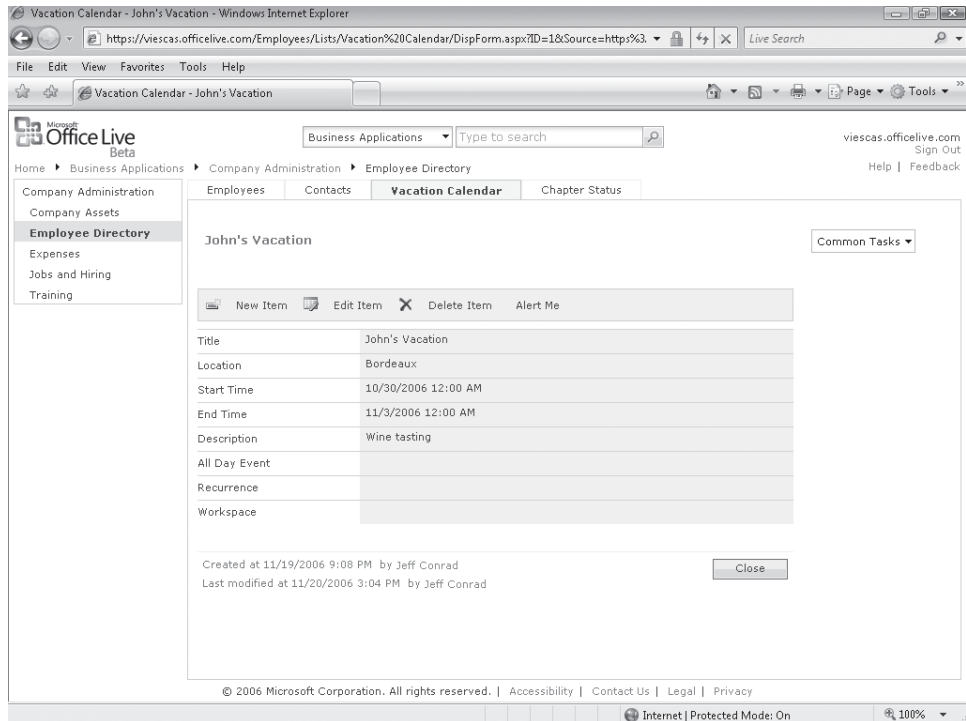 Vacation Calendar - John's Vacation - Windows Internet Explorer
https://viescas.officelive.com/Employees/Lists/Vacation%20Calendar/DispForm.aspx?ID=1&Source=https%3.
Live Search
File Edit View Favorites Tools Help
Vacation Calendar - John's Vacation
Page Tools
Microsoft
Office Live
Beta
Business Applications
Type to search
viescas.officelive.com
Sign Out
Home Business Applications Company Administration Employee Directory
Help | Feedback
Company Administration
Company Assets
Employee Directory
Expenses
Jobs and Hiring
Training
Employees Contacts Vacation Calendar Chapter Status
John's Vacation
Common Tasks
New Item Edit Item Delete Item Alert Me
Title John's Vacation
Location Bordeaux
Start Time 10/30/2006 12:00 AM
End Time 11/3/2006 12:00 AM
Description Wine tasting
All Day Event
Recurrence
Workspace
Created at 11/19/2006 9:08 PM by Jeff Conrad
Last modified at 11/20/2006 3:04 PM by Jeff Conrad
Close
© 2006 Microsoft Corporation. All rights reserved. | Accessibility | Contact Us | Legal | Privacy
Internet | Protected Mode: On
100%